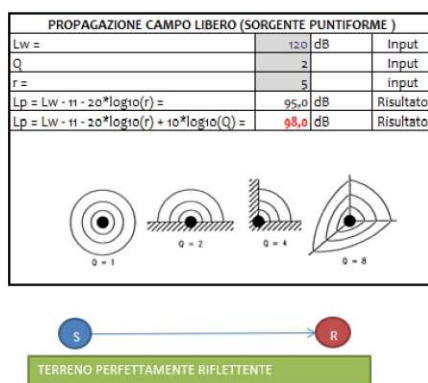 PROPAGAZIONE CAMPO LIBERO (SORGENTE PUNTIFORME )
Lw = 120 dB Input
Q 2 Input
r = 5 input
Lp = Lw - 11 - 20*log10(r) = 95,0 dB Risultato
Lp = Lw - 11 - 20*log10(r) + 10*log10(Q) = 98,0 dB Risultato
Q = 1 Q = 2 Q = 4 Q = 8
S R
TERRENO PERFETTAMENTE RIFLETTENTE